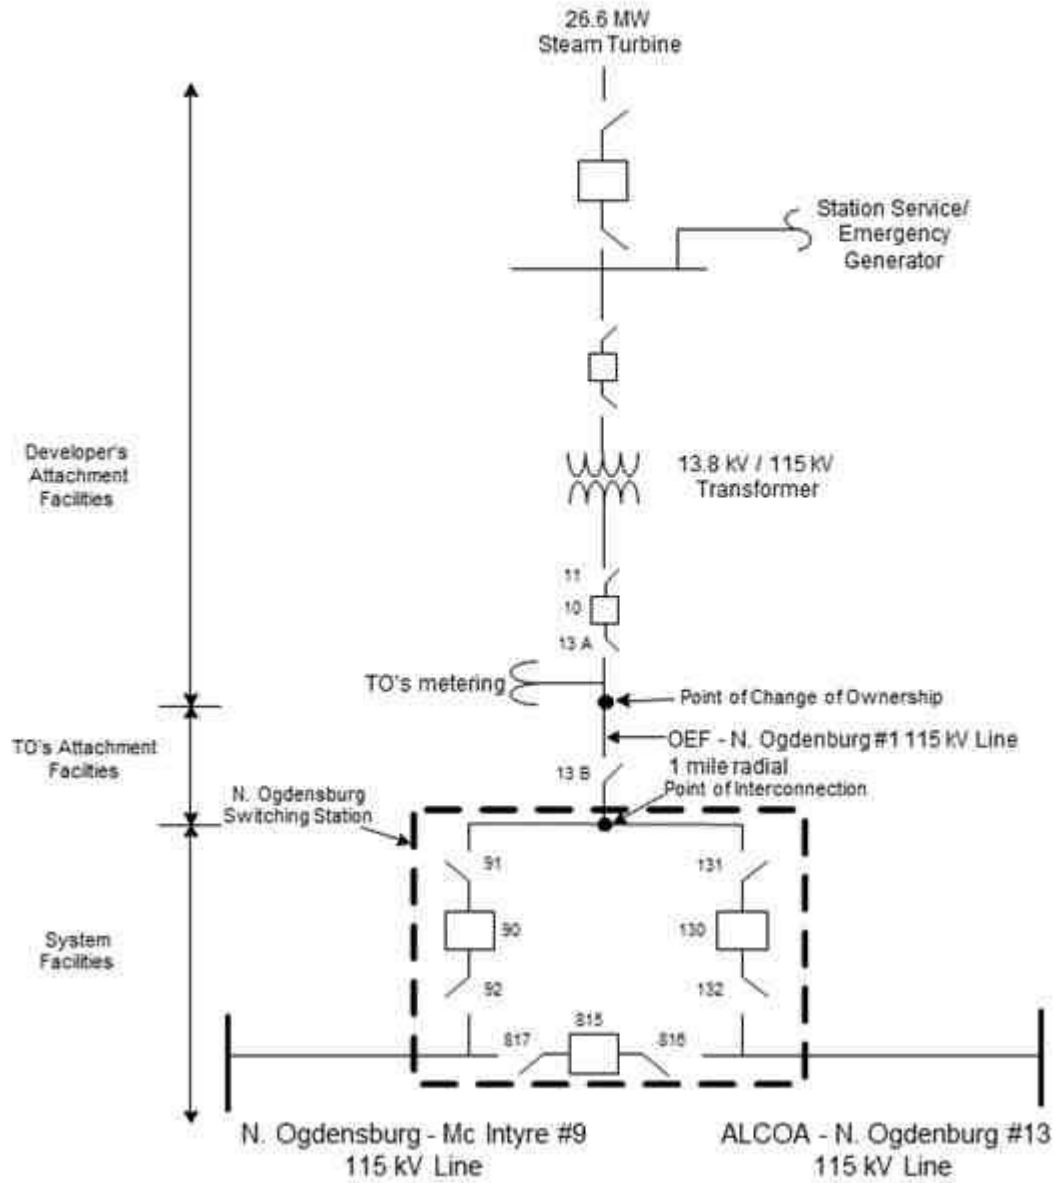 26.6 MW
Steam Turbine
Station Service/
Emergency
Generator
Developer's
Attachment
Facilities
13.8 kV / 115 kV
Transformer
11
10
13 A
TO's metering
Point of Change of Ownership
TO's Attachment
Facilties
OEF - N. Ogdenburg #1 115 kV Line
1 mile radial
13 B
Point of Interconnection
N. Ogdensburg
Switching Station
91
131
90
130
System
Facilities
92
132
817
815
816
N. Ogdensburg - Mc Intyre #9
115 kV Line
ALCOA - N. Ogdenburg #13
115 kV Line